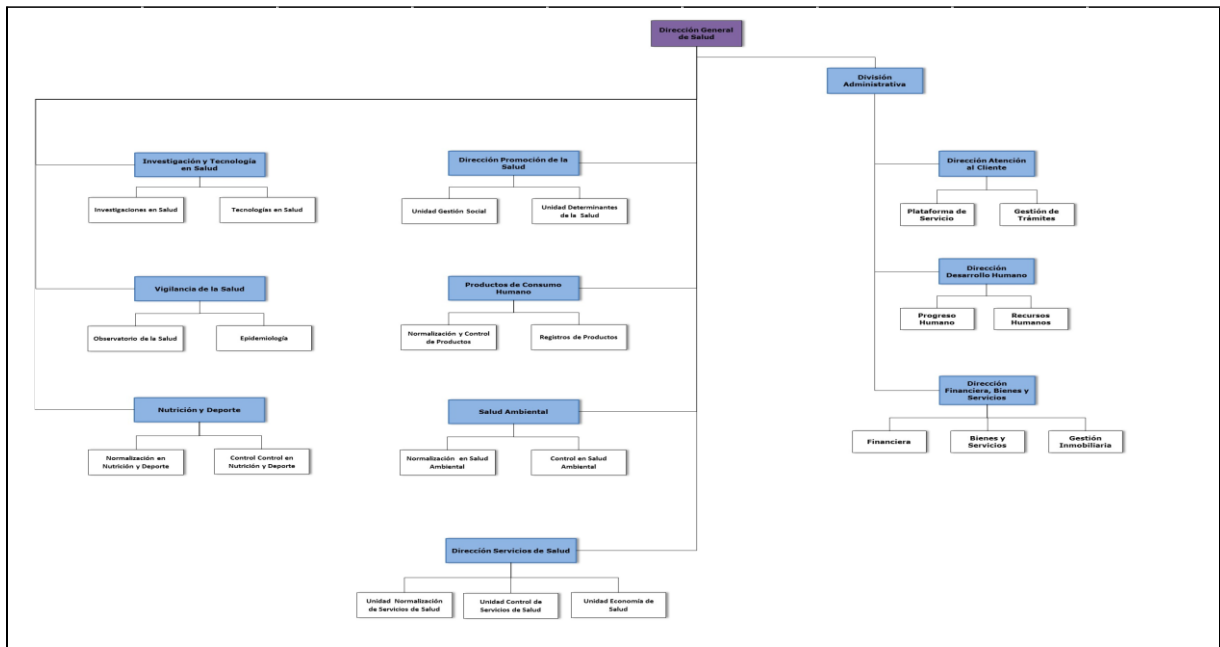 Dirección General
de Salud
División
Administrativa
Investigación y Tecnología
en Salud
Investigaciones en Salud
Tecnologías en Salud
Dirección Promoción de la
Salud
Unidad Gestión Social
Unidad Determinantes
de la Salud
Dirección Atención
al Cliente
Plataforma de
Servicio
Gestión de
Trámites
Vigilancia de la Salud
Observatorio de la Salud
Epidemiología
Productos de Consumo
Humano
Normalización y Control
de Productos
Registros de Productos
Dirección
Desarrollo Humano
Progreso
Humano
Recursos
Humanos
Nutrición y Deporte
Normalización en
Nutrición y Deporte
Control Control en
Nutrición y Deporte
Salud Ambiental
Normalización en Salud
Ambiental
Control en Salud
Ambiental
Dirección
Financiera, Bienes y
Servicios
Financiera
Bienes y
Servicios
Gestión
Inmobiliaria
Dirección Servicios de Salud
Unidad Normalización
de Servicios de Salud
Unidad Control de
Servicios de Salud
Unidad Economía de
Salud